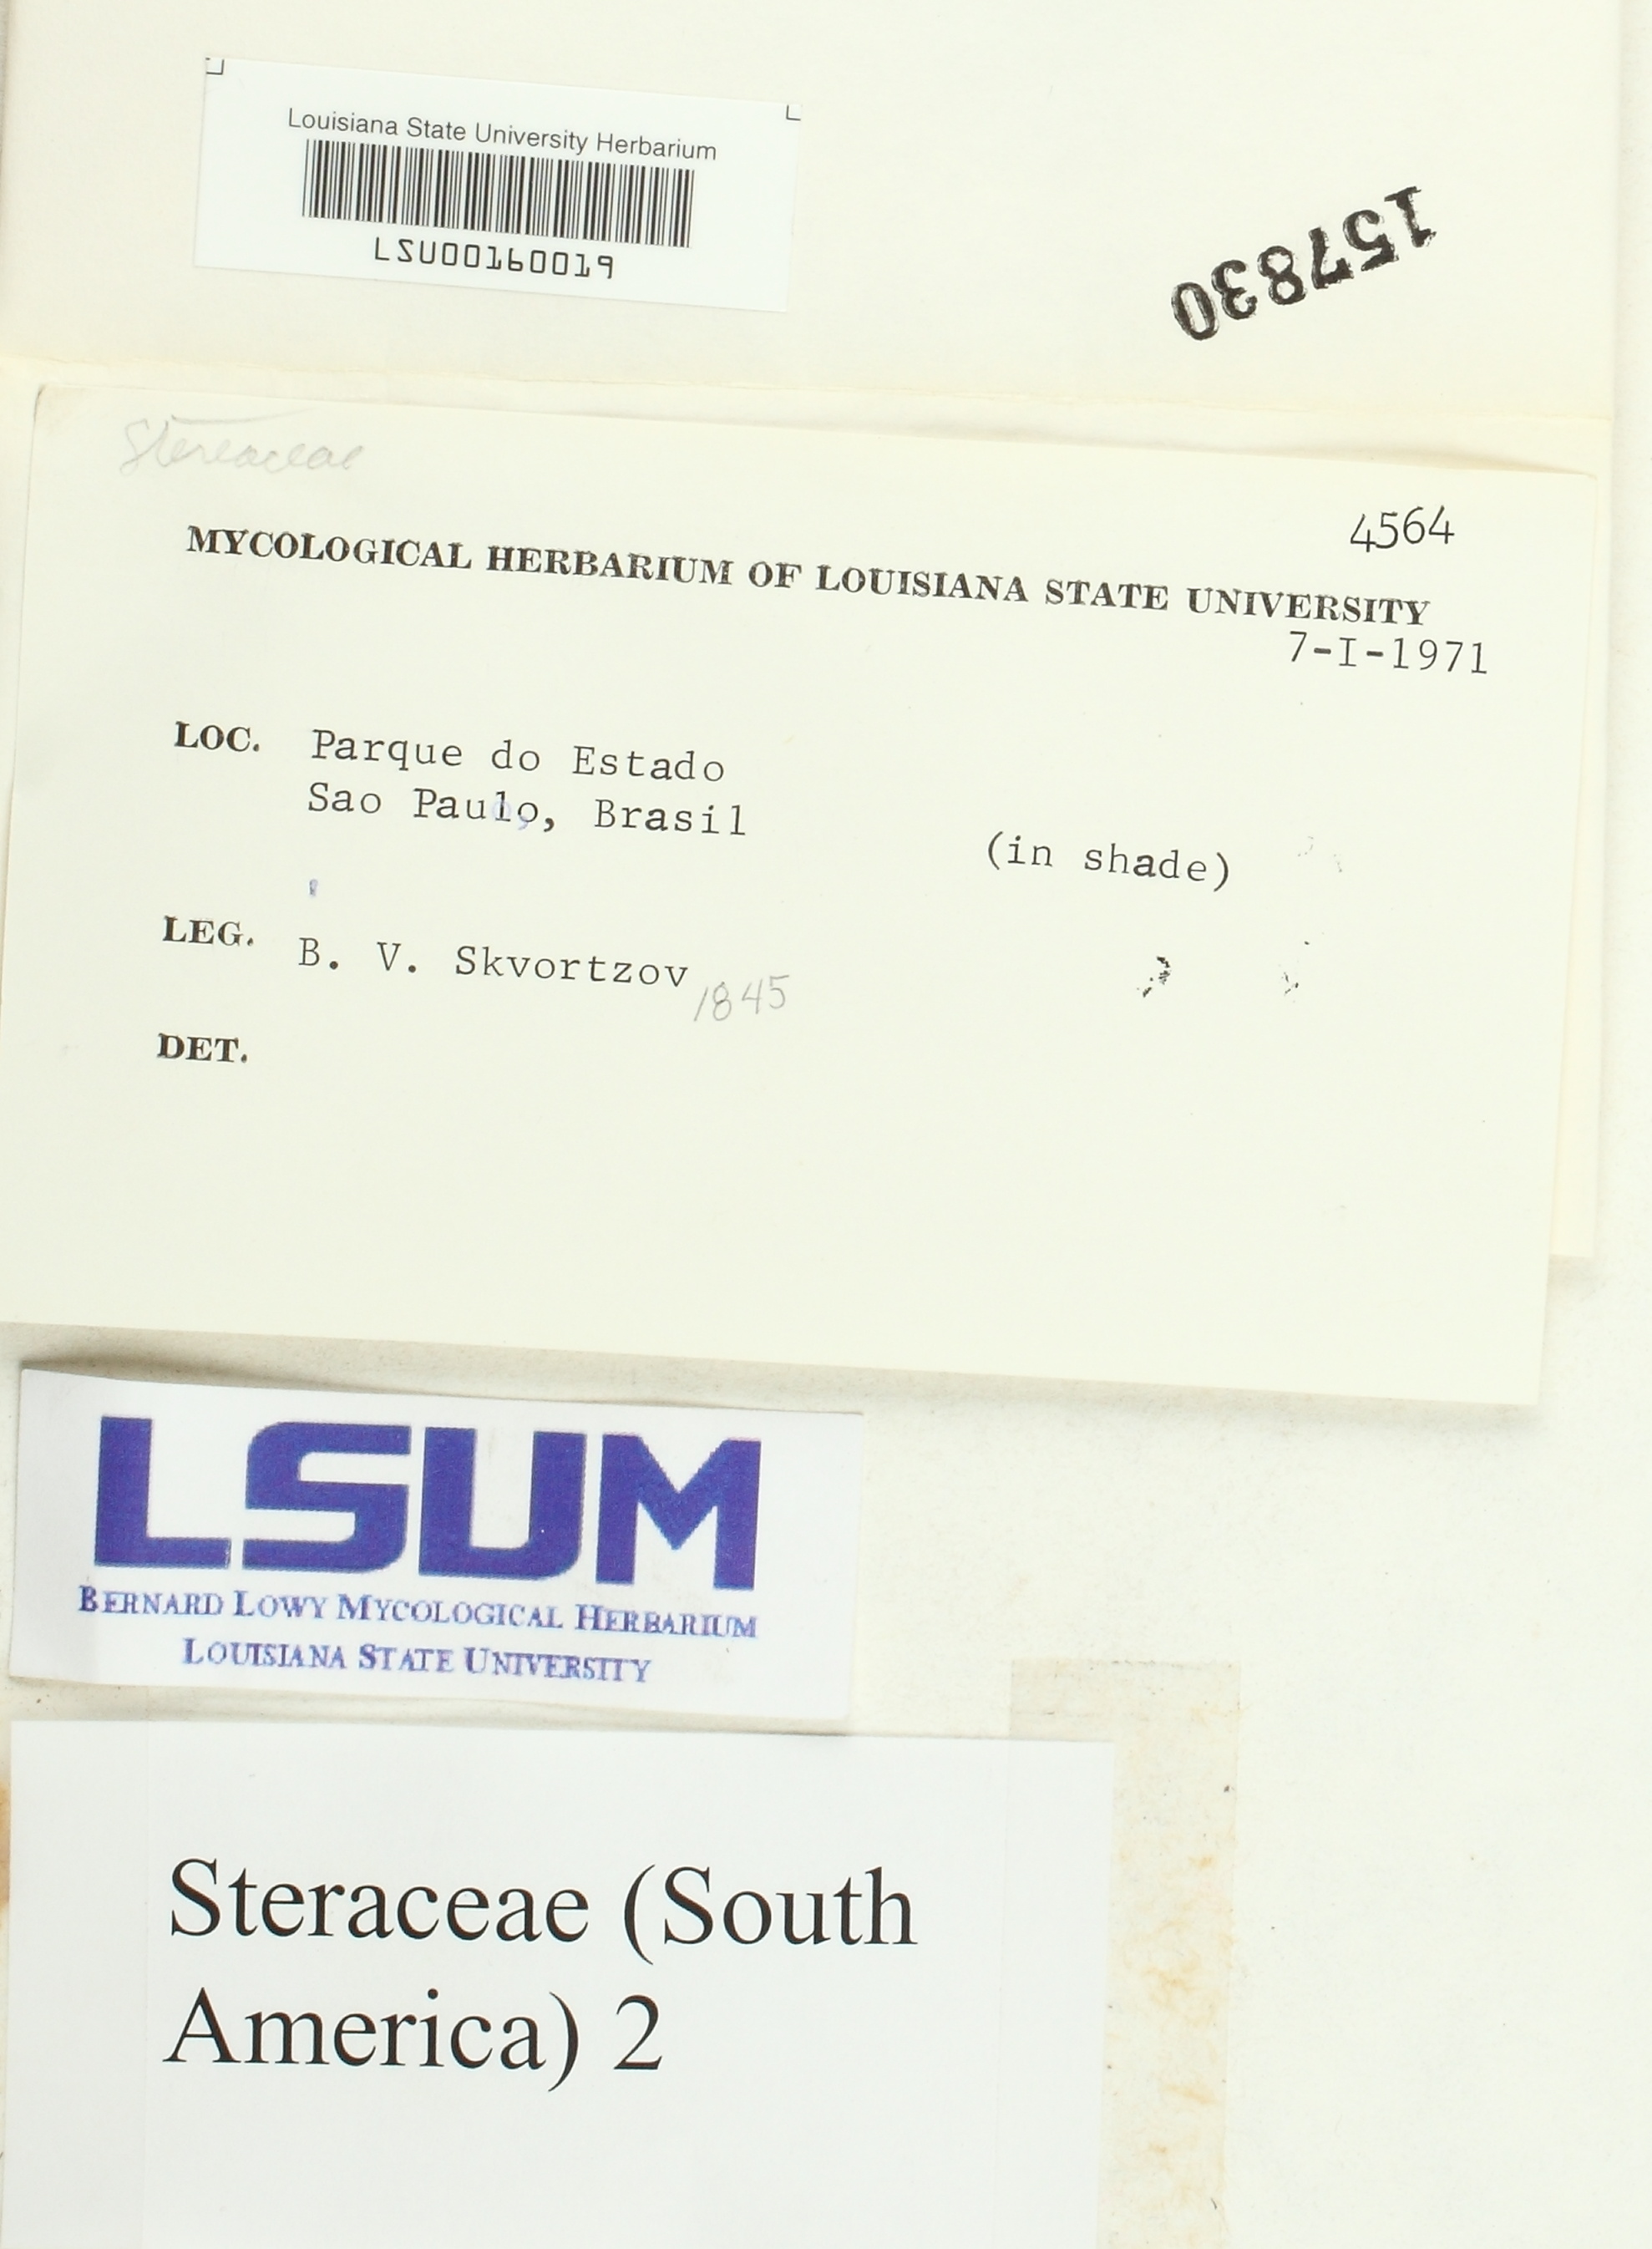 Louisiana State University Herbarium
LSU00160019
157830
Stereaceae
4564
MYCOLOGICAL HERBARIUM OF LOUISIANA STATE UNIVERSITY
7-I-1971
LOC. Parque do Estado
Sao Paulo, Brasil
(in shade)
LEG. B. V. Skvortzov 1845
DET.
LSUM
BERNARD LOWY MYCOLOGICAL HERBARIUM
LOUISIANA STATE UNIVERSITY
Steraceae (South
America) 2